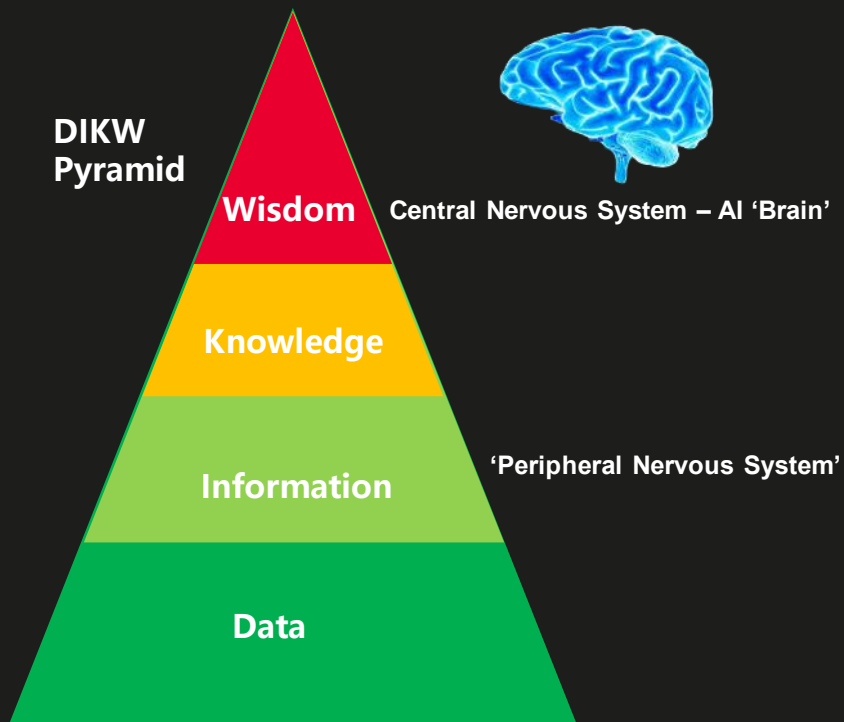 DIKW
Pyramid
Wisdom
Central Nervous System – AI ‘Brain’
Knowledge
‘Peripheral Nervous System’
Information
Data